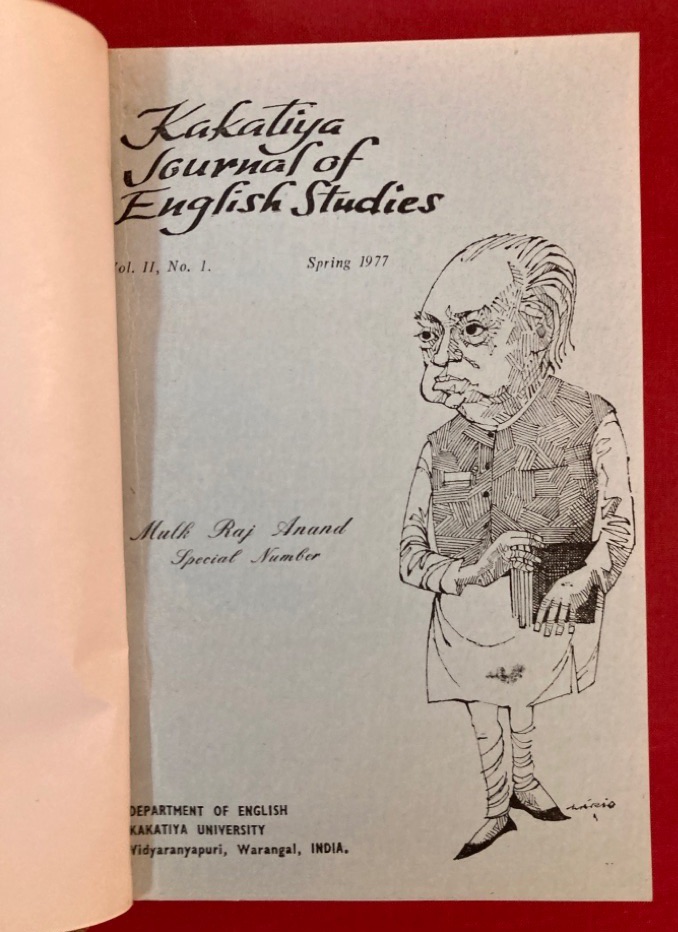 Kakatiya
Journal of
English Studies
Vol. II, No. 1. Spring 1977
Mulk Raj Anand
Special Number
DEPARTMENT OF ENGLISH
KAKATIYA UNIVERSITY
Vidyaranyapuri, Warangal, INDIA.
MÁRIO